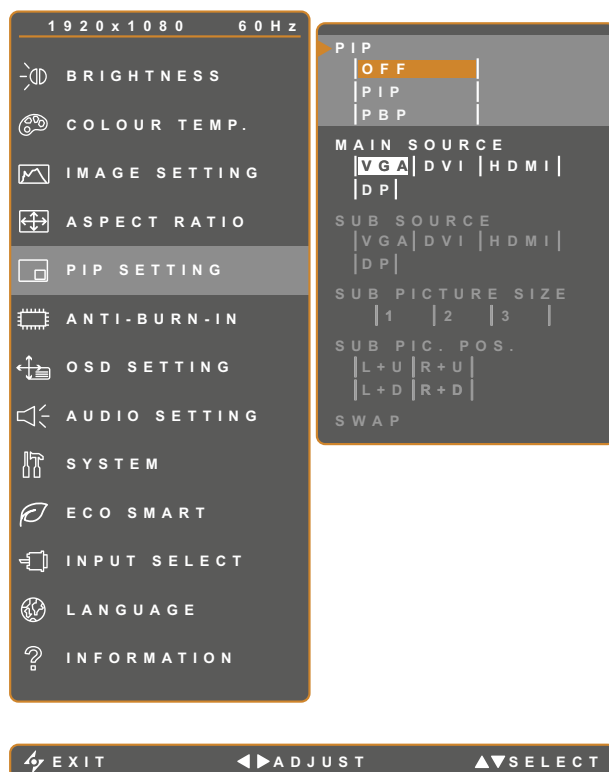 1920x1080 60Hz
BRIGHTNESS
COLOUR TEMP.
IMAGE SETTING
ASPECT RATIO
PIP SETTING
ANTI-BURN-IN
OSD SETTING
AUDIO SETTING
SYSTEM
ECO SMART
INPUT SELECT
LANGUAGE
INFORMATION
PIP
OFF
PIP
PBP
MAIN SOURCE
VGA DVI HDMI
DP
SUB SOURCE
VGA DVI HDMI
DP
SUB PICTURE SIZE
1 2 3
SUB PIC. POS.
L+U R+U
L+D R+D
SWAP
EXIT ADJUST SELECT